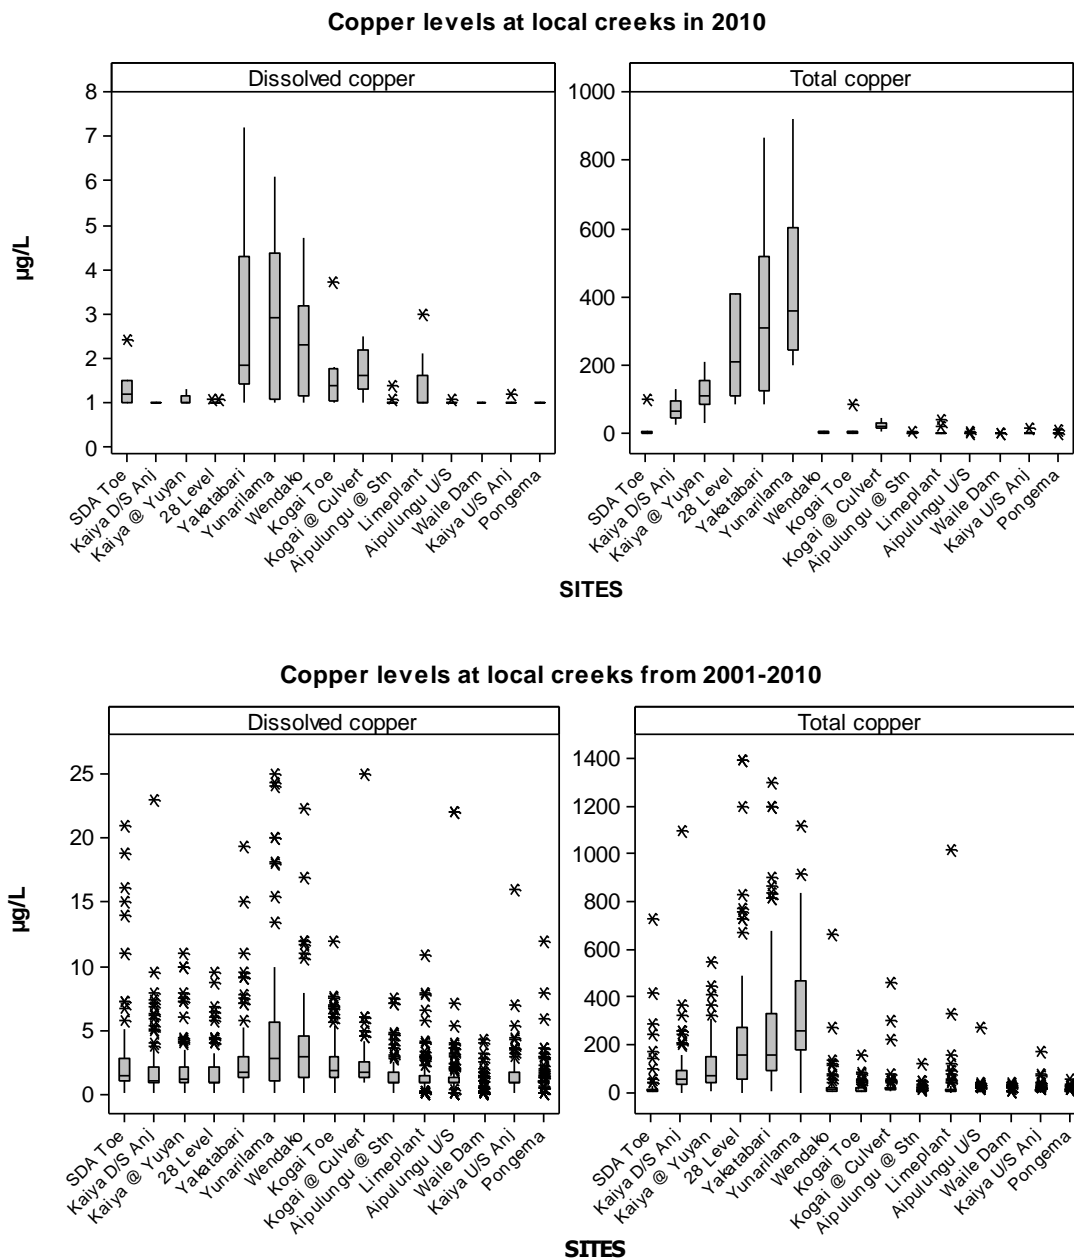 Copper levels at local creeks in 2010
Dissolved copper
Total copper
µg/L
8
7
6
5
4
3
2
1
0
1000
800
600
400
200
0
SDA Toe
Kaiya D/S Anj
Kaiya @ Yuyan
28 Level
Yakatabari
Yunarilama
Wendako
Kogai Toe
Kogai @ Culvert
Aipulungu @ Stn
Limeplant
Aipulungu U/S
Waile Dam
Kaiya U/S Anj
Pongema
SDA Toe
Kaiya D/S Anj
Kaiya @ Yuyan
28 Level
Yakatabari
Yunarilama
Wendako
Kogai Toe
Kogai @ Culvert
Aipulungu @ Stn
Limeplant
Aipulungu U/S
Waile Dam
Kaiya U/S Anj
Pongema
SITES
Copper levels at local creeks from 2001-2010
Dissolved copper
Total copper
µg/L
25
20
15
10
5
0
1400
1200
1000
800
600
400
200
0
SDA Toe
Kaiya D/S Anj
Kaiya @ Yuyan
28 Level
Yakatabari
Yunarilama
Wendako
Kogai Toe
Kogai @ Culvert
Aipulungu @ Stn
Limeplant
Aipulungu U/S
Waile Dam
Kaiya U/S Anj
Pongema
SDA Toe
Kaiya D/S Anj
Kaiya @ Yuyan
28 Level
Yakatabari
Yunarilama
Wendako
Kogai Toe
Kogai @ Culvert
Aipulungu @ Stn
Limeplant
Aipulungu U/S
Waile Dam
Kaiya U/S Anj
Pongema
SITES